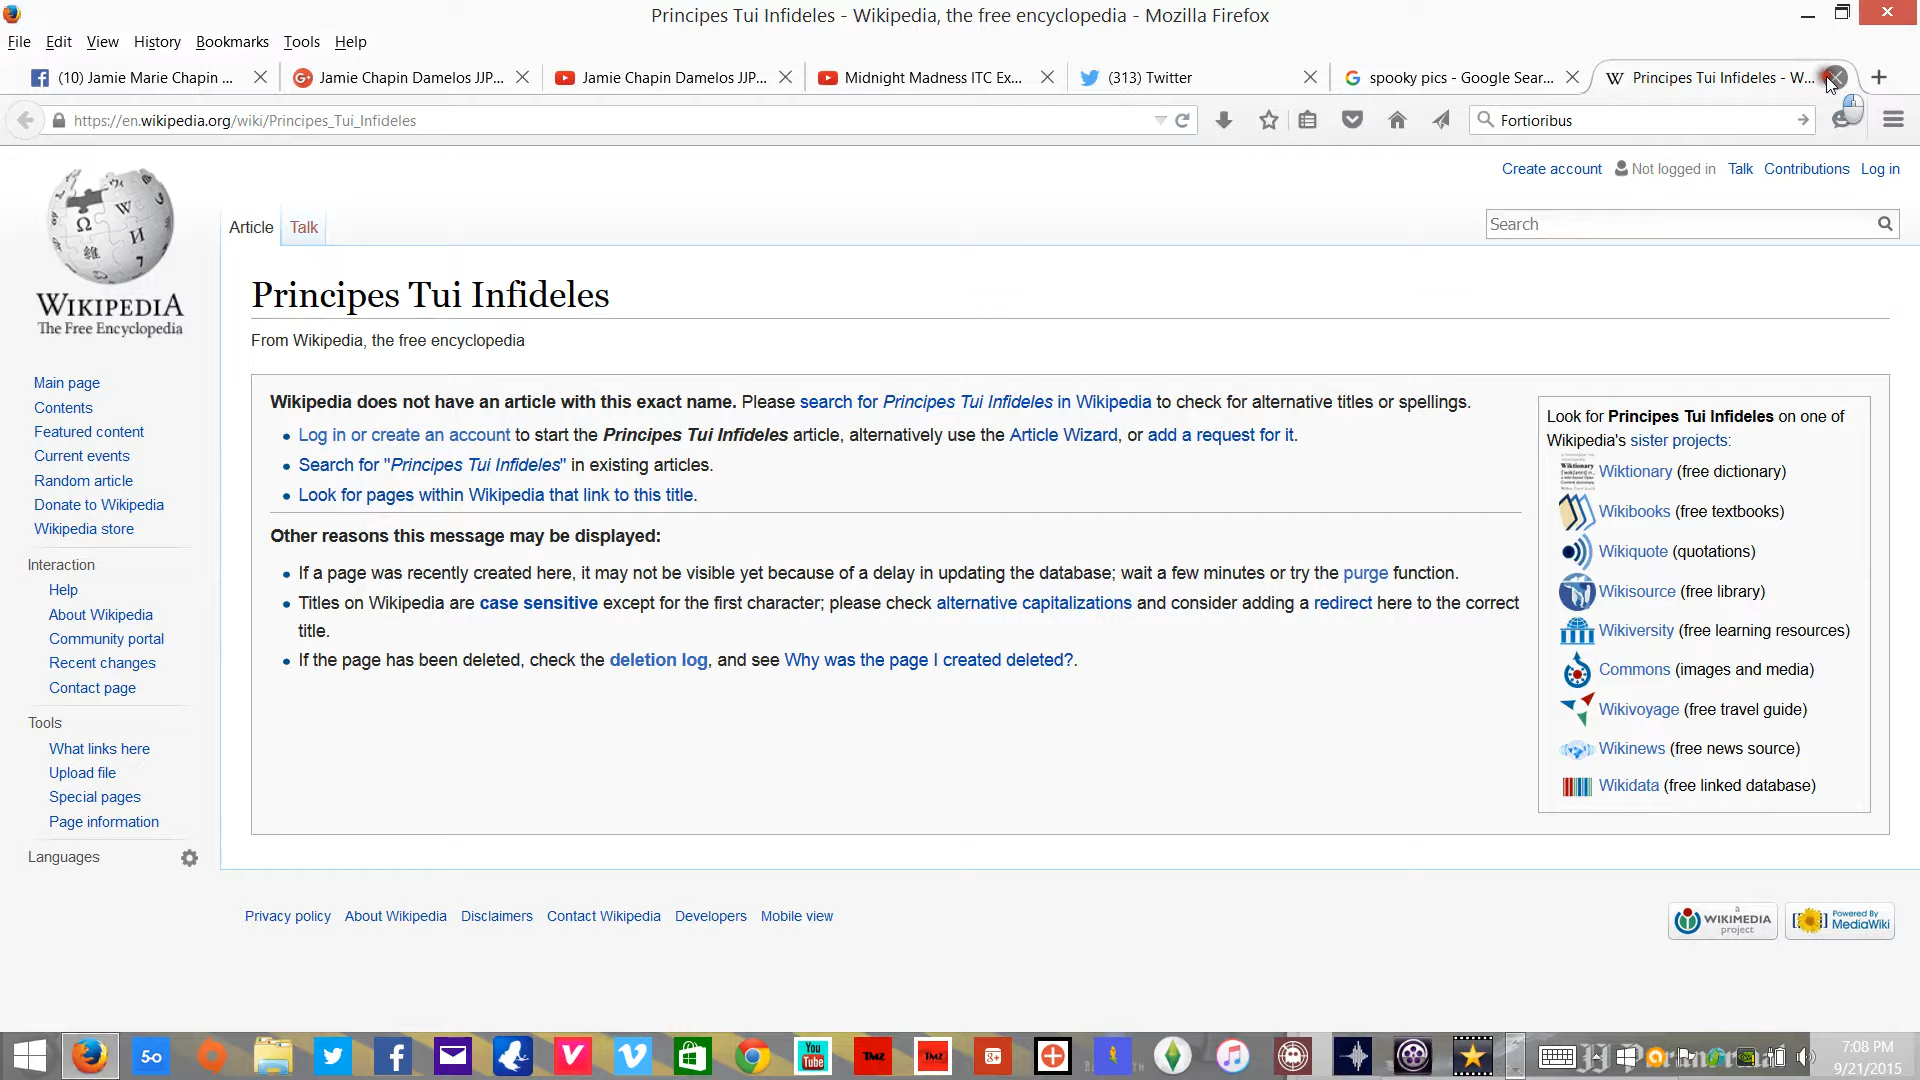 Principes Tui Infideles - Wikipedia, the free encyclopedia - Mozilla Firefox
File Edit View History Bookmarks Tools Help
(10) Jamie Marie Chapin ...
Jamie Chapin Damelos JJP...
Jamie Chapin Damelos JJP...
Midnight Madness ITC Ex...
(313) Twitter
spooky pics - Google Sear...
Principes Tui Infideles - W...
https://en.wikipedia.org/wiki/Principes_Tui_Infideles
Fortioribus
Create account Not logged in Talk Contributions Log in
Article Talk
Search
WIKIPEDIA
The Free Encyclopedia
Main page
Contents
Featured content
Current events
Random article
Donate to Wikipedia
Wikipedia store
Interaction
Help
About Wikipedia
Community portal
Recent changes
Contact page
Tools
What links here
Upload file
Special pages
Page information
Languages
Principes Tui Infideles
From Wikipedia, the free encyclopedia
Wikipedia does not have an article with this exact name. Please search for Principes Tui Infideles in Wikipedia to check for alternative titles or spellings.
Log in or create an account to start the Principes Tui Infideles article, alternatively use the Article Wizard, or add a request for it.
Search for "Principes Tui Infideles" in existing articles.
Look for pages within Wikipedia that link to this title.
Other reasons this message may be displayed:
If a page was recently created here, it may not be visible yet because of a delay in updating the database; wait a few minutes or try the purge function.
Titles on Wikipedia are case sensitive except for the first character; please check alternative capitalizations and consider adding a redirect here to the correct
title.
If the page has been deleted, check the deletion log, and see Why was the page I created deleted?.
Look for Principes Tui Infideles on one of
Wikipedia's sister projects:
Wiktionary (free dictionary)
Wikibooks (free textbooks)
Wikiquote (quotations)
Wikisource (free library)
Wikiversity (free learning resources)
Commons (images and media)
Wikivoyage (free travel guide)
Wikinews (free news source)
Wikidata (free linked database)
Privacy policy About Wikipedia Disclaimers Contact Wikipedia Developers Mobile view
a
WIKIMEDIA
project
Powered By
MediaWiki
5-0
You
Tube
TMZ
TMZ
7:08 PM
9/21/2015